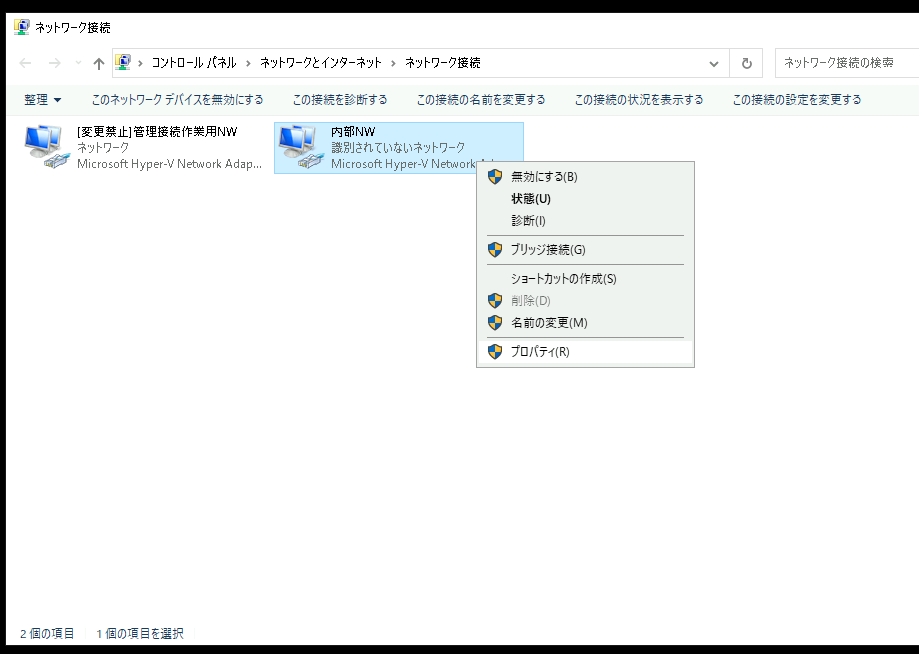 ネットワーク接続
コントロール パネル › ネットワークとインターネット › ネットワーク接続
ネットワーク接続の検索
整理 このネットワーク デバイスを無効にする この接続を診断する この接続の名前を変更する この接続の状況を表示する この接続の設定を変更する
[変更禁止]管理接続作業用NW
ネットワーク
Microsoft Hyper-V Network Adap...
内部NW
識別されていないネットワーク
Microsoft Hyper-V Network
無効にする(B)
状態(U)
診断(I)
ブリッジ接続(G)
ショートカットの作成(S)
削除(D)
名前の変更(M)
プロパティ(R)
2 個の項目 1 個の項目を選択